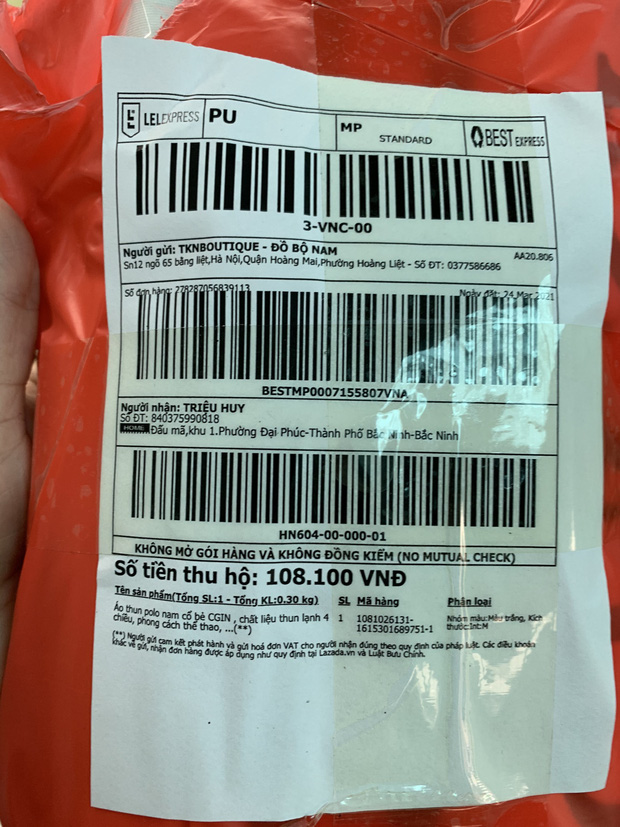 LEL EXPRESS PU MP STANDARD BEST EXPRESS
3-VNC-00
Người gửi: TKNBOUTIQUE - ĐỒ BỘ NAM AA20.806
Sn12 ngõ 65 bằng liệt,Hà Nội,Quận Hoàng Mai,Phường Hoàng Liệt - Số ĐT: 0377586686
Số đơn hàng: 278287056839113 Ngày đặt: 24 Mar 2021
BESTMP0007155807VNA
Người nhận: TRIỆU HUY
Số ĐT: 840375990818
HOME Đấu mã,khu 1.Phường Đại Phúc-Thành Phố Bắc Ninh-Bắc Ninh
HN604-00-000-01
KHÔNG MỞ GÓI HÀNG VÀ KHÔNG ĐỒNG KIỂM (NO MUTUAL CHECK)
Số tiền thu hộ: 108.100 VNĐ
Tên sản phẩm(Tổng SL:1 - Tổng KL:0.30 kg) SL Mã hàng Phân loại
Áo thun polo nam cổ bẻ CGIN , chất liệu thun lạnh 4 1 1081026131- Nhóm màu:Màu trắng, Kích
chiều, phong cách thể thao, ...(**) 1615301689751-1 thước:Int:M
(**) Người gửi cam kết phát hành và gửi hoá đơn VAT cho người nhận đúng theo quy định của pháp luật. Các điều khoản
khác về gửi, nhận đơn hàng được áp dụng như quy định tại Lazada.vn và Luật Bưu Chính.